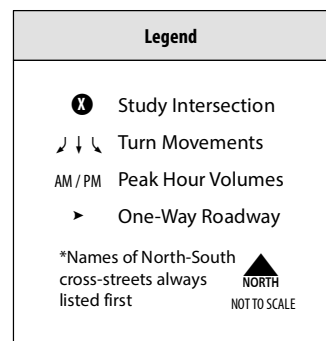 Legend
X Study Intersection
Turn Movements
AM / PM Peak Hour Volumes
One-Way Roadway
*Names of North-South
cross-streets always
listed first
NORTH
NOT TO SCALE